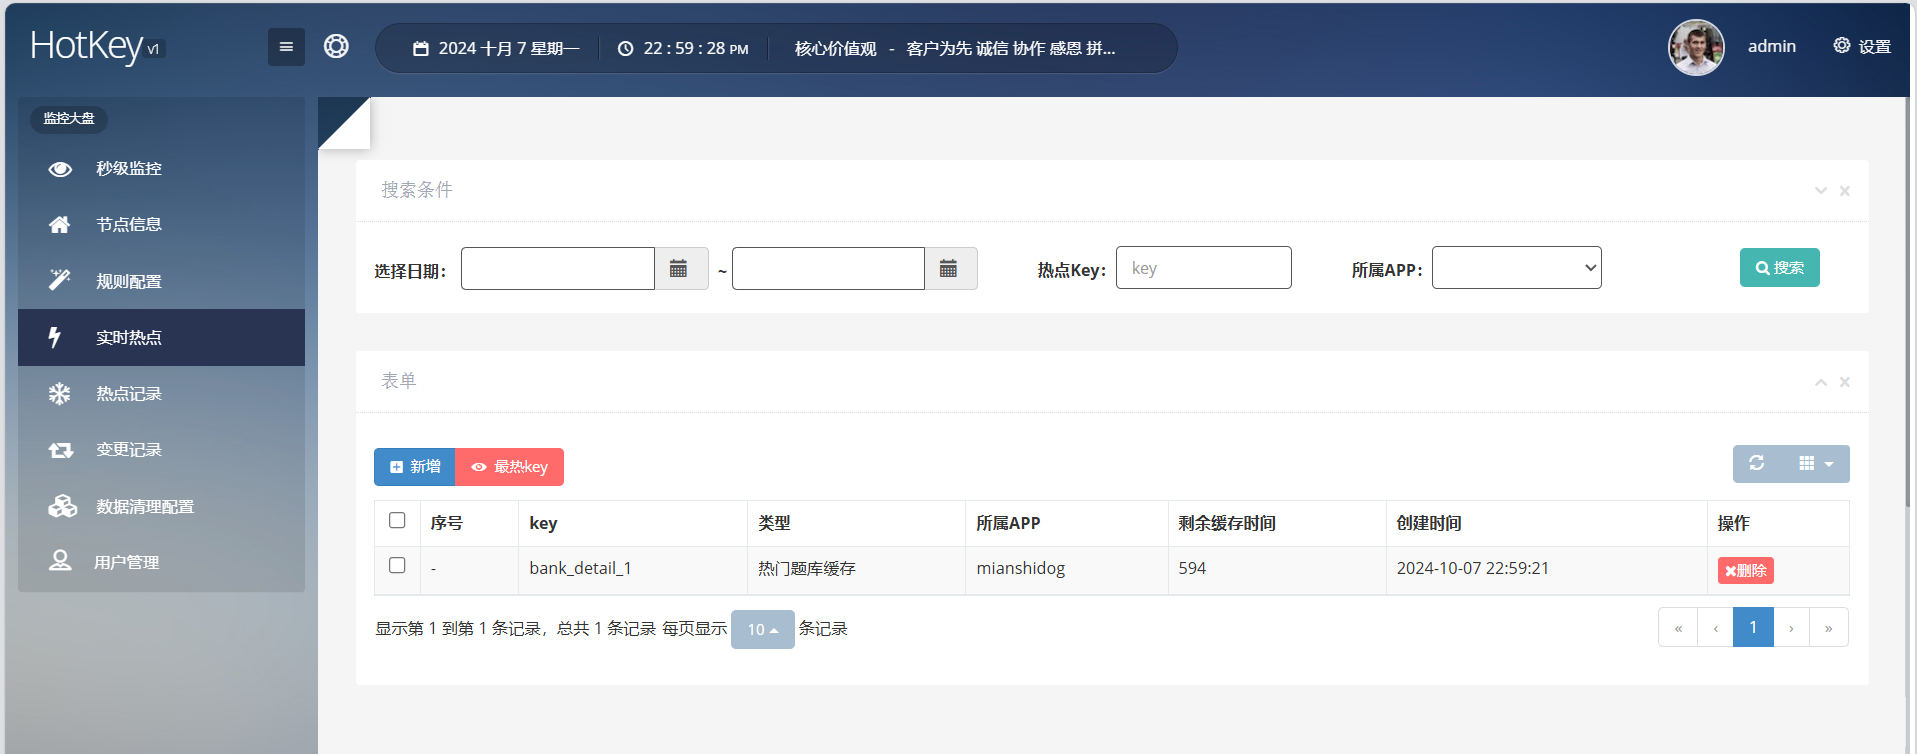 HotKey v1
2024 十月 7 星期一
22 : 59 : 28 PM
核心价值观 - 客户为先 诚信 协作 感恩 拼...
admin
设置
监控大盘
秒级监控
节点信息
规则配置
实时热点
热点记录
变更记录
数据清理配置
用户管理
搜索条件
选择日期： ~ 热点Key： key 所属APP： 搜索
表单
新增 最热key
序号 key 类型 所属APP 剩余缓存时间 创建时间 操作
- bank_detail_1 热门题库缓存 mianshidog 594 2024-10-07 22:59:21 删除
显示第 1 到第 1 条记录，总共 1 条记录 每页显示 10 条记录
« ‹ 1 › »